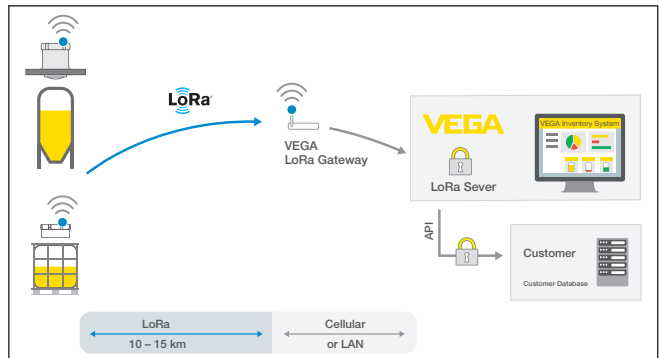 LoRa
VEGA
LoRa Gateway
VEGA
LoRa Sever
VEGA Inventory System
API
Customer
Customer Database
LoRa
10 – 15 km
Cellular
or LAN